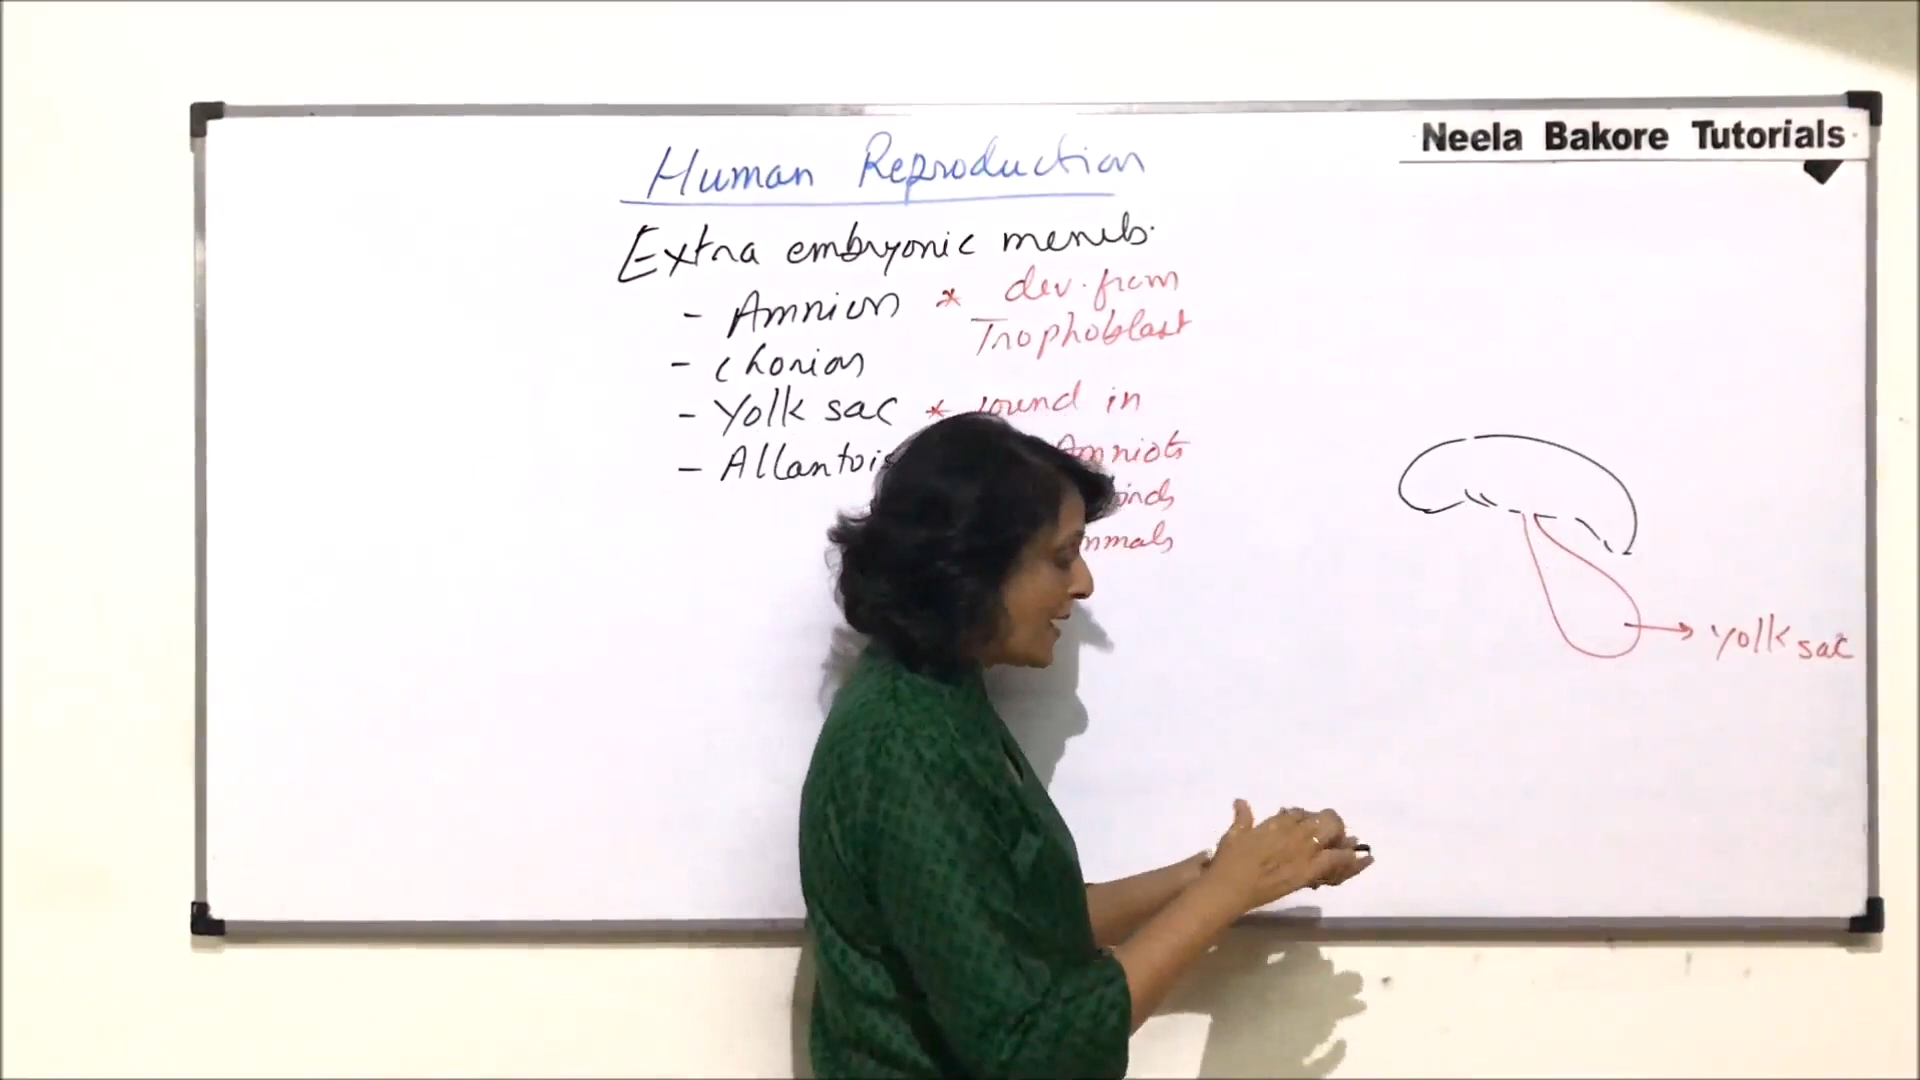 Neela Bakore Tutorials
Human Reproduction
Extra embryonic memb.
- Amnion * dev. from
Trophoblast
- Chorion
- Yolk sac * found in
- Allantois Amniots
yolk sac